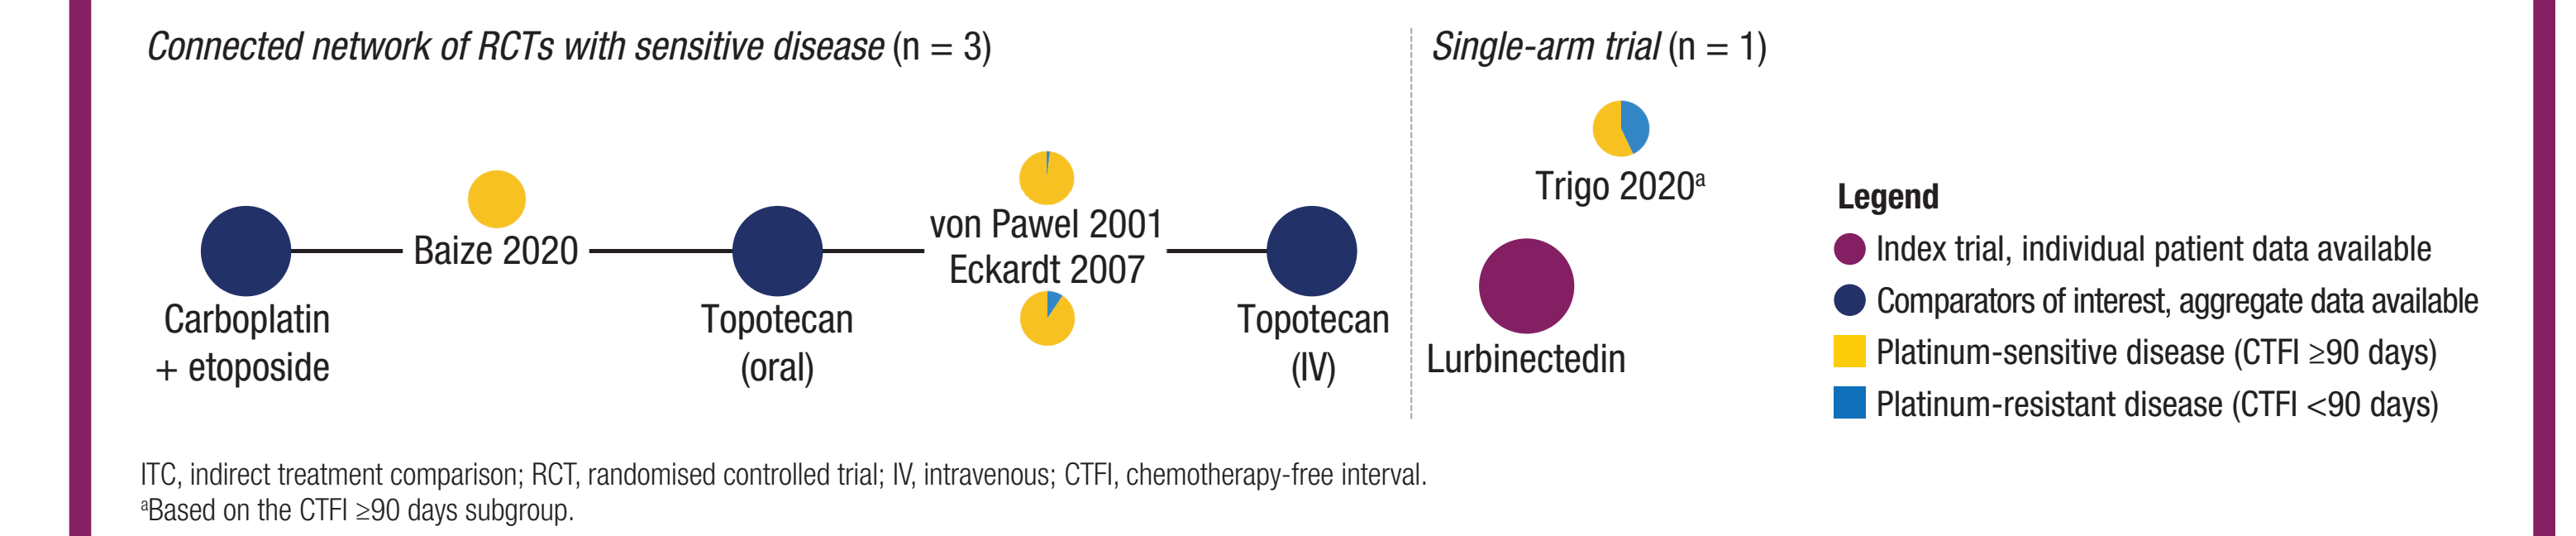 Connected network of RCTs with sensitive disease (n = 3)
Single-arm trial (n = 1)
Baize 2020
von Pawel 2001
Eckardt 2007
Carboplatin
+ etoposide
Topotecan
(oral)
Topotecan
(IV)
Trigo 2020ᵃ
Lurbinectedin
Legend
Index trial, individual patient data available
Comparators of interest, aggregate data available
Platinum-sensitive disease (CTFI ≥90 days)
Platinum-resistant disease (CTFI <90 days)
ITC, indirect treatment comparison; RCT, randomised controlled trial; IV, intravenous; CTFI, chemotherapy-free interval.
ᵃBased on the CTFI ≥90 days subgroup.